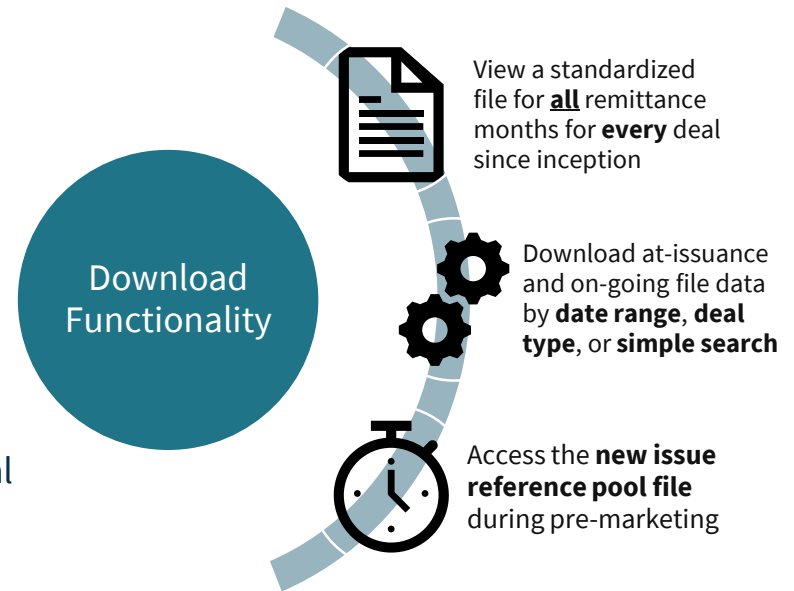 Download
Functionality
View a standardized
file for all remittance
months for every deal
since inception
Download at-issuance
and on-going file data
by date range, deal
type, or simple search
Access the new issue
reference pool file
during pre-marketing